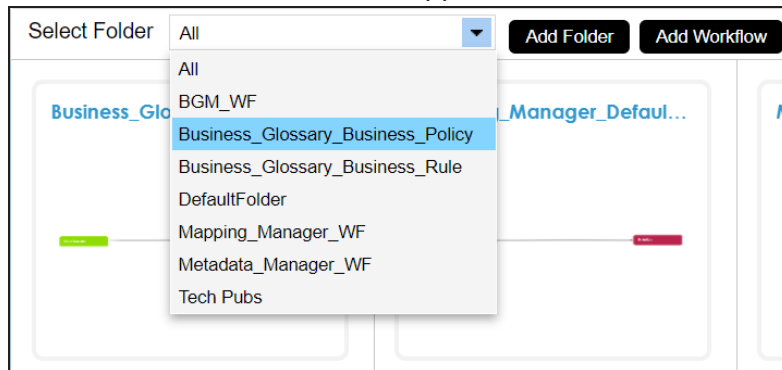 Select Folder All Add Folder Add Workflow
All
BGM_WF
Business_Glo _Manager_Defaul...
Business_Glossary_Business_Policy
Business_Glossary_Business_Rule
DefaultFolder
Mapping_Manager_WF
Metadata_Manager_WF
Tech Pubs